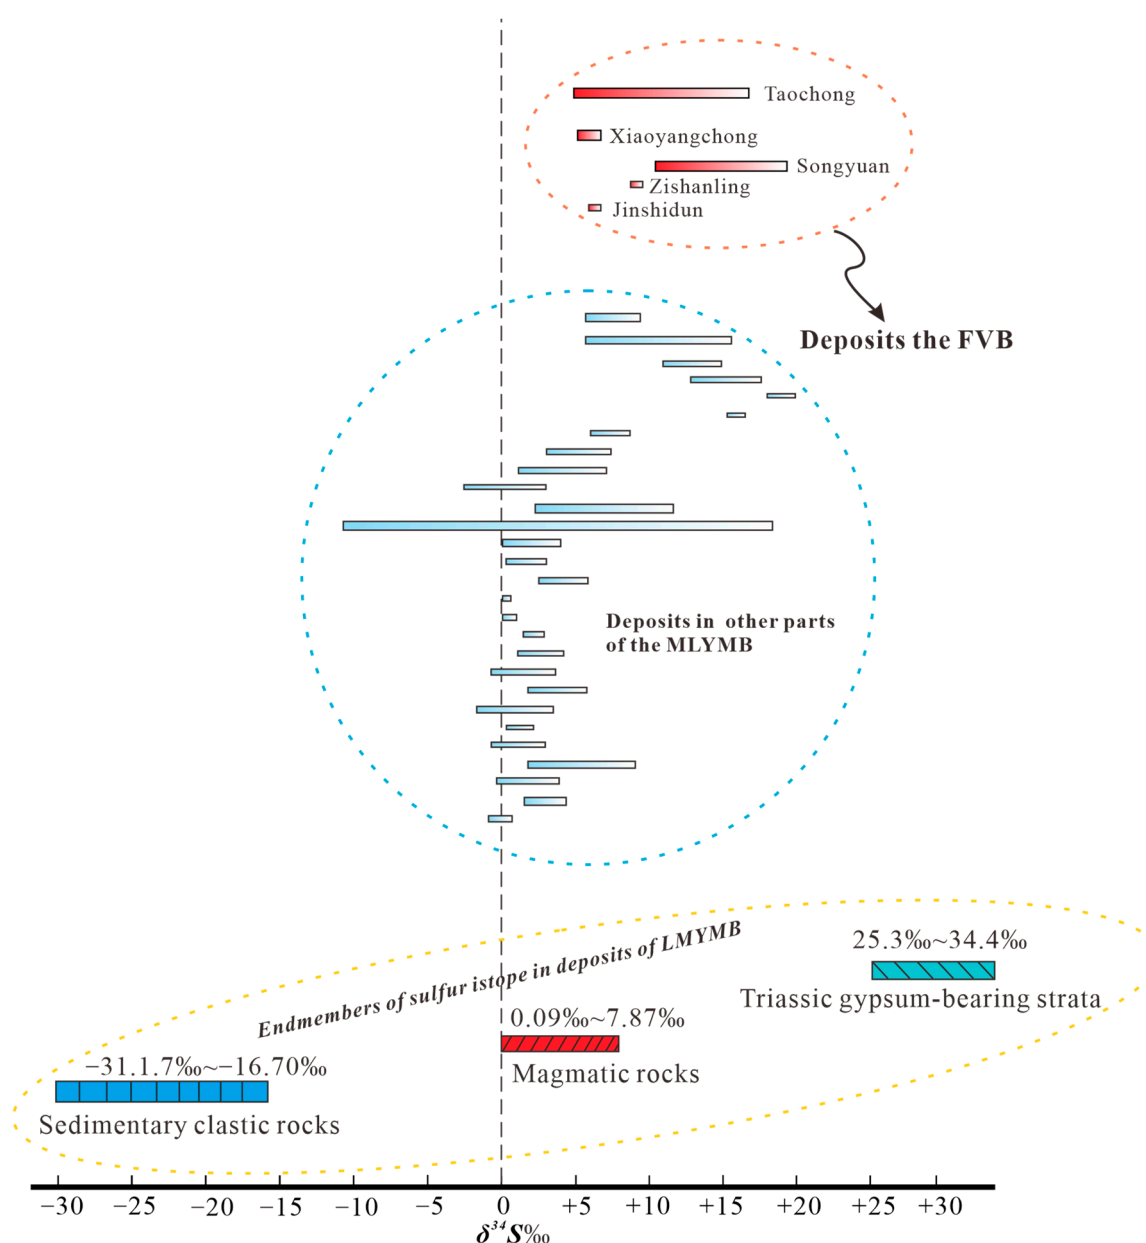 Taochong
Xiaoyangchong
Songyuan
Zishanling
Jinshidun
Deposits the FVB
Deposits in other parts
of the MLYMB
Endmembers of sulfur istope in deposits of LMYMB
25.3‰~34.4‰
Triassic gypsum-bearing strata
0.09‰~7.87‰
Magmatic rocks
−31.1.7‰~−16.70‰
Sedimentary clastic rocks
−30 −25 −20 −15 −10 −5 0 +5 +10 +15 +20 +25 +30
δ³⁴S‰